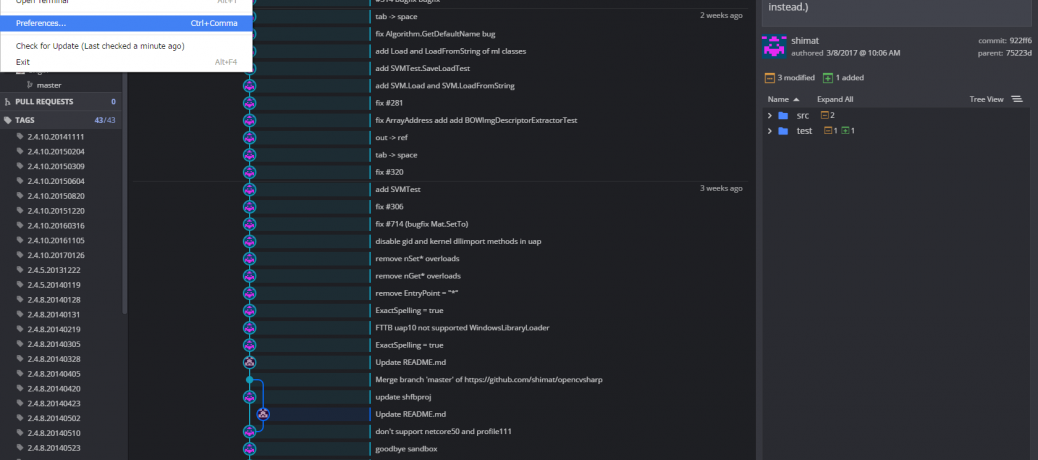 Open Terminal Alt+T
Preferences... Ctrl+Comma
Check for Update (Last checked a minute ago)
Exit Alt+F4
master
PULL REQUESTS 0
TAGS 43/43
2.4.10.20141111
2.4.10.20150204
2.4.10.20150309
2.4.10.20150604
2.4.10.20150820
2.4.10.20151220
2.4.10.20160316
2.4.10.20161105
2.4.10.20170126
2.4.5.20131222
2.4.5.20140119
2.4.8.20140128
2.4.8.20140131
2.4.8.20140219
2.4.8.20140305
2.4.8.20140328
2.4.8.20140405
2.4.8.20140420
2.4.8.20140423
2.4.8.20140502
2.4.8.20140510
2.4.8.20140523
#314 bugfix bugfix
tab -> space 2 weeks ago
fix Algorithm.GetDefaultName bug
add Load and LoadFromString of ml classes
add SVMTest.SaveLoadTest
add SVM.Load and SVM.LoadFromString
fix #281
fix ArrayAddress add add BOWImgDescriptorExtractorTest
out -> ref
tab -> space
fix #320
add SVMTest 3 weeks ago
fix #306
fix #714 (bugfix Mat.SetTo)
disable gid and kernel dllimport methods in uap
remove nSet* overloads
remove nGet* overloads
remove EntryPoint = "*"
ExactSpelling = true
FTTB uap10 not supported WindowsLibraryLoader
ExactSpelling = true
Update README.md
Merge branch 'master' of https://github.com/shimat/opencvsharp
update shfbproj
Update README.md
don't support netcore50 and profile111
goodbye sandbox
instead.)
shimat commit: 922ff6
authored 3/8/2017 @ 10:06 AM parent: 75223d
3 modified 1 added
Name Expand All Tree View
src 2
test 1 1